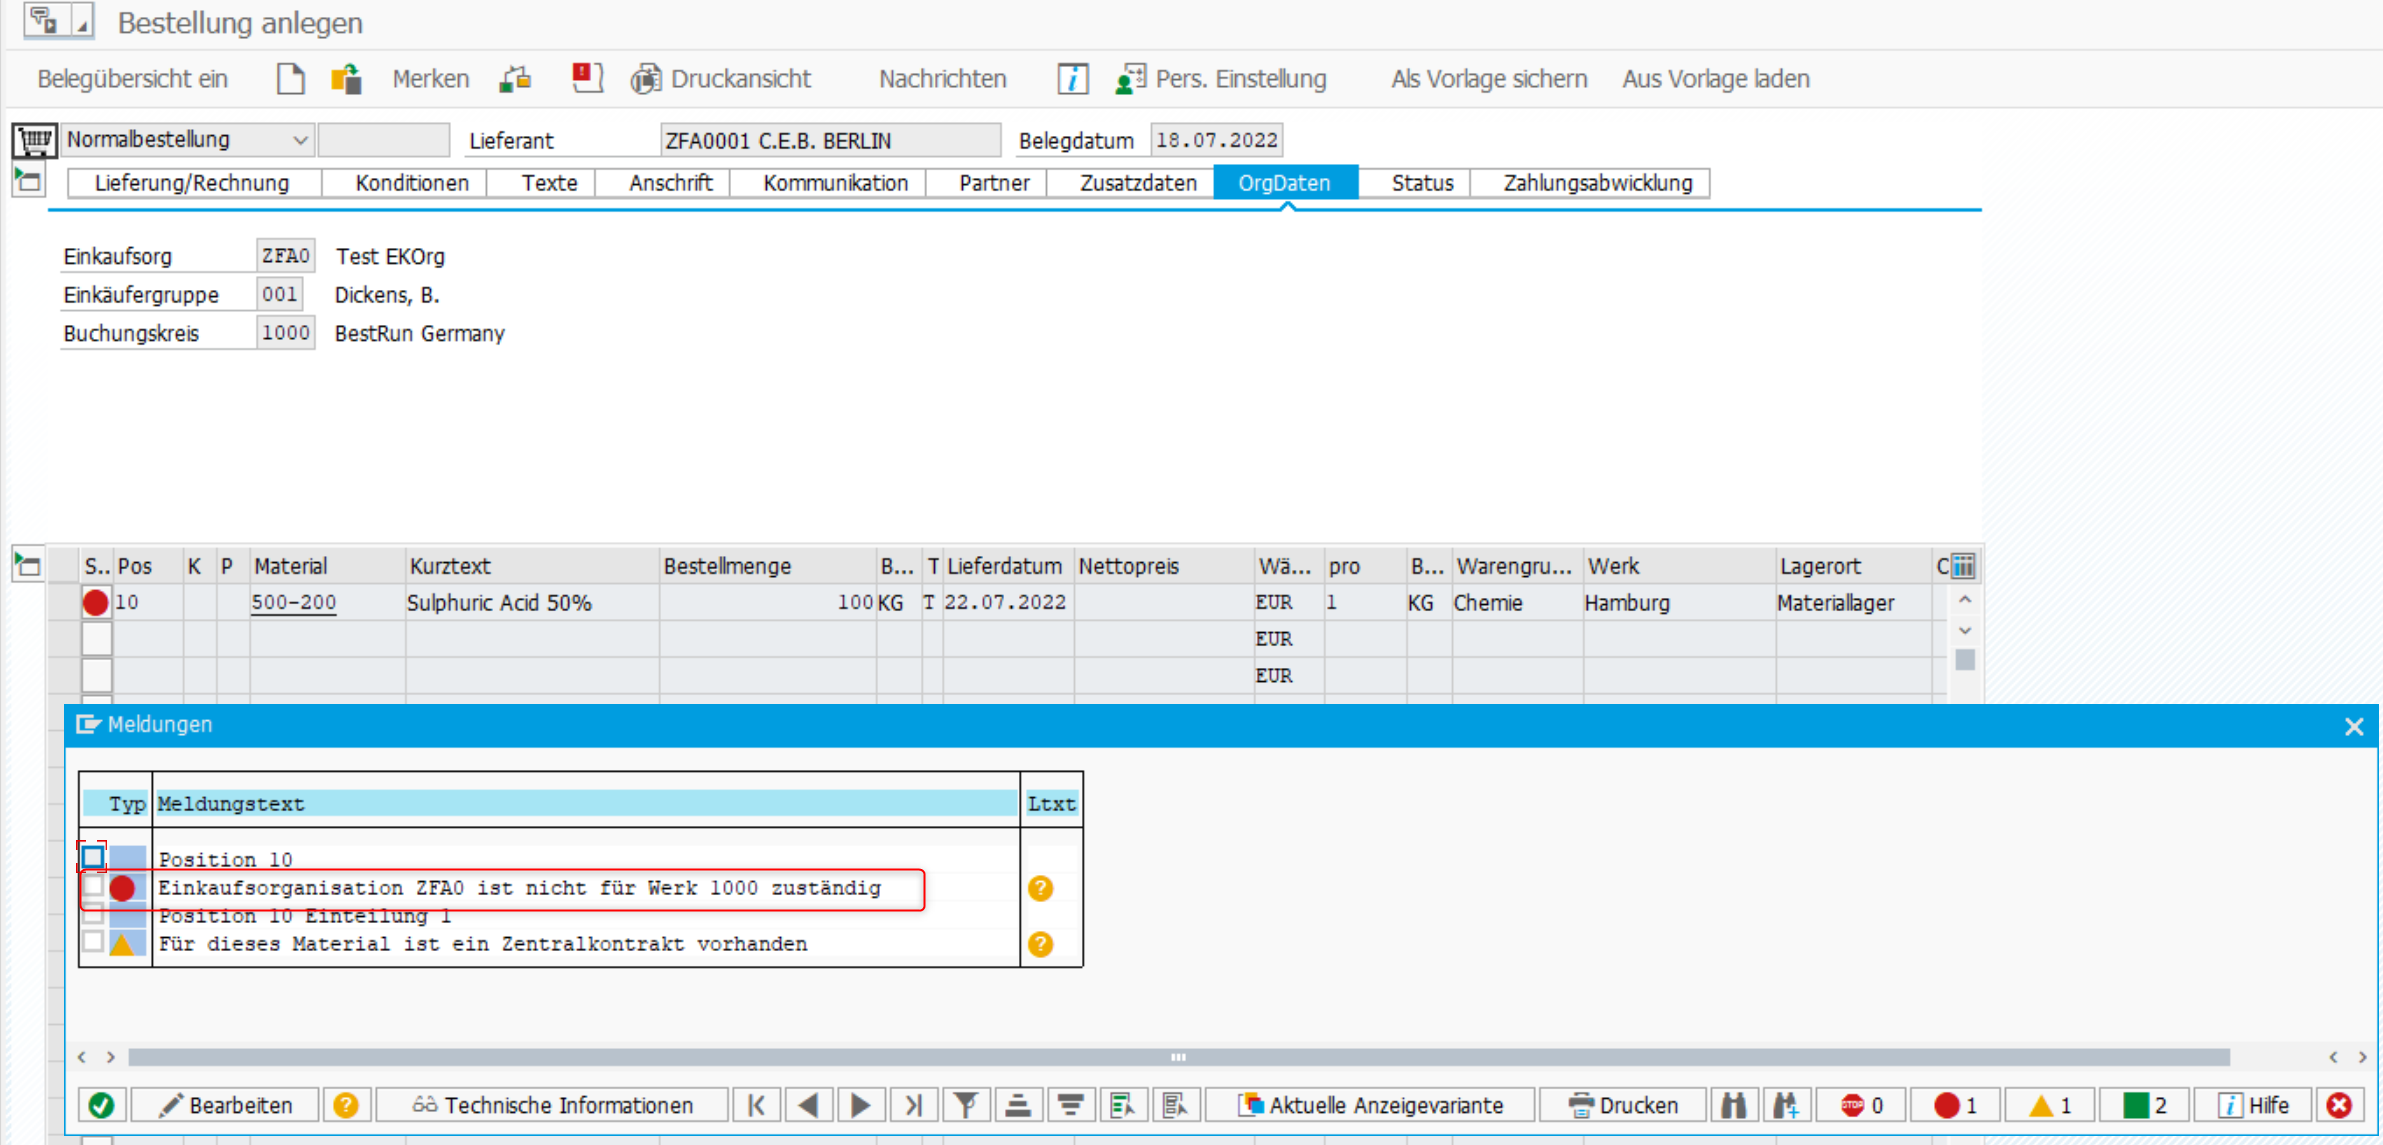 Bestellung anlegen
Belegübersicht ein Merken Druckansicht Nachrichten Pers. Einstellung Als Vorlage sichern Aus Vorlage laden
Normalbestellung Lieferant ZFA0001 C.E.B. BERLIN Belegdatum 18.07.2022
Lieferung/Rechnung Konditionen Texte Anschrift Kommunikation Partner Zusatzdaten OrgDaten Status Zahlungsabwicklung
Einkaufsorg ZFA0 Test EKOrg
Einkäufergruppe 001 Dickens, B.
Buchungskreis 1000 BestRun Germany
S.. Pos K P Material Kurztext Bestellmenge B... T Lieferdatum Nettopreis Wä... pro B... Warengru... Werk Lagerort C
10 500-200 Sulphuric Acid 50% 100 KG T 22.07.2022 EUR 1 KG Chemie Hamburg Materiallager
EUR
EUR
Meldungen
Typ Meldungstext Ltxt
Position 10
Einkaufsorganisation ZFA0 ist nicht für Werk 1000 zuständig
Position 10 Einteilung 1
Für dieses Material ist ein Zentralkontrakt vorhanden
Bearbeiten Technische Informationen Aktuelle Anzeigevariante Drucken STOP 0 1 1 2 Hilfe